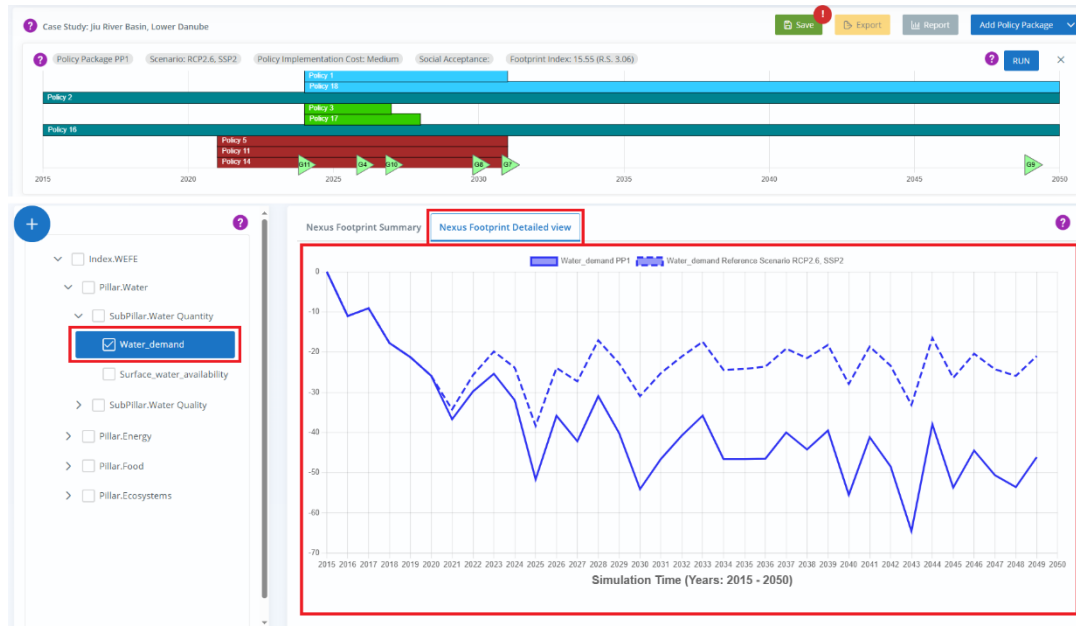 ? Case Study: Jiu River Basin, Lower Danube
Save ! Export Report Add Policy Package
? Policy Package PP1 Scenario: RCP2.6, SSP2 Policy Implementation Cost: Medium Social Acceptance: Footprint Index: 15.55 (R.S. 3.06) ? RUN ×
Policy 1
Policy 18
Policy 2
Policy 3
Policy 17
Policy 16
Policy 5
Policy 11
Policy 14
G11 G4 G10 G8 G7 G9
2015 2020 2025 2030 2035 2040 2045 2050
+ ?
Index.WEFE
Pillar.Water
SubPillar.Water Quantity
Water_demand
Surface_water_availability
SubPillar.Water Quality
Pillar.Energy
Pillar.Food
Pillar.Ecosystems
Nexus Footprint Summary Nexus Footprint Detailed view ?
Water_demand PP1 Water_demand Reference Scenario RCP2.6, SSP2
0
-10
-20
-30
-40
-50
-60
-70
2015 2016 2017 2018 2019 2020 2021 2022 2023 2024 2025 2026 2027 2028 2029 2030 2031 2032 2033 2034 2035 2036 2037 2038 2039 2040 2041 2042 2043 2044 2045 2046 2047 2048 2049 2050
Simulation Time (Years: 2015 - 2050)